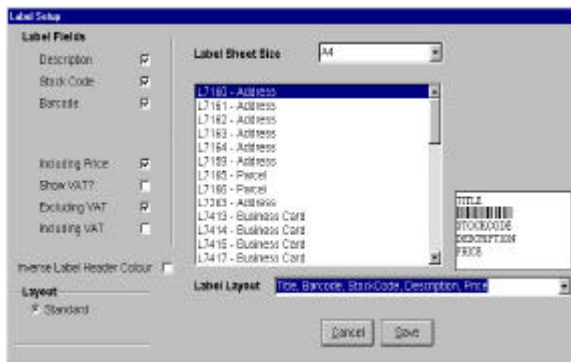 Label Setup
Label Fields
Description
Stock Code
Barcode
Including Price
Show VAT?
Excluding VAT
Including VAT
Inverse Label Header Colour
Layout
Standard
Label Sheet Size
A4
L7160 - Address
L7161 - Address
L7162 - Address
L7163 - Address
L7164 - Address
L7159 - Address
L7165 - Parcel
L7166 - Parcel
L7263 - Address
L7413 - Business Card
L7414 - Business Card
L7415 - Business Card
L7417 - Business Card
TITLE
STOCKCODE
DESCRIPTION
PRICE
Label Layout
Title, Barcode, StockCode, Description, Price
Cancel
Save